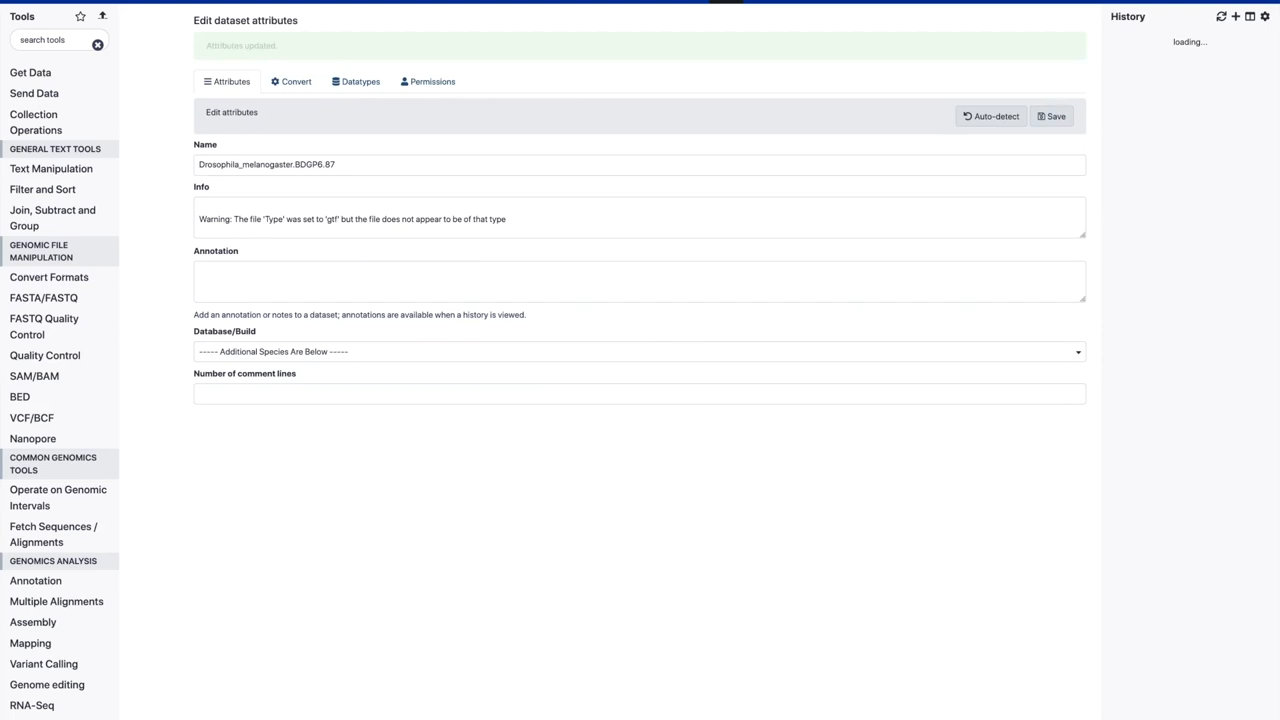 Tools
search tools
Get Data
Send Data
Collection
Operations
GENERAL TEXT TOOLS
Text Manipulation
Filter and Sort
Join, Subtract and
Group
GENOMIC FILE
MANIPULATION
Convert Formats
FASTA/FASTQ
FASTQ Quality
Control
Quality Control
SAM/BAM
BED
VCF/BCF
Nanopore
COMMON GENOMICS
TOOLS
Operate on Genomic
Intervals
Fetch Sequences /
Alignments
GENOMICS ANALYSIS
Annotation
Multiple Alignments
Assembly
Mapping
Variant Calling
Genome editing
RNA-Seq
Edit dataset attributes
Attributes updated.
Attributes Convert Datatypes Permissions
Edit attributes Auto-detect Save
Name
Drosophila_melanogaster.BDGP6.87
Info
Warning: The file 'Type' was set to 'gtf' but the file does not appear to be of that type
Annotation
Add an annotation or notes to a dataset; annotations are available when a history is viewed.
Database/Build
----- Additional Species Are Below -----
Number of comment lines
History
loading...